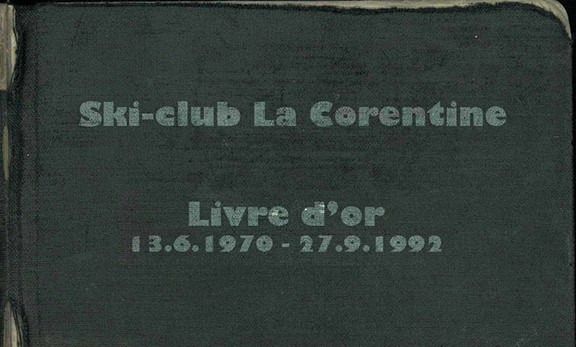 Ski-club La Corentine
Livre d'or
13.6.1970 - 27.9.1992